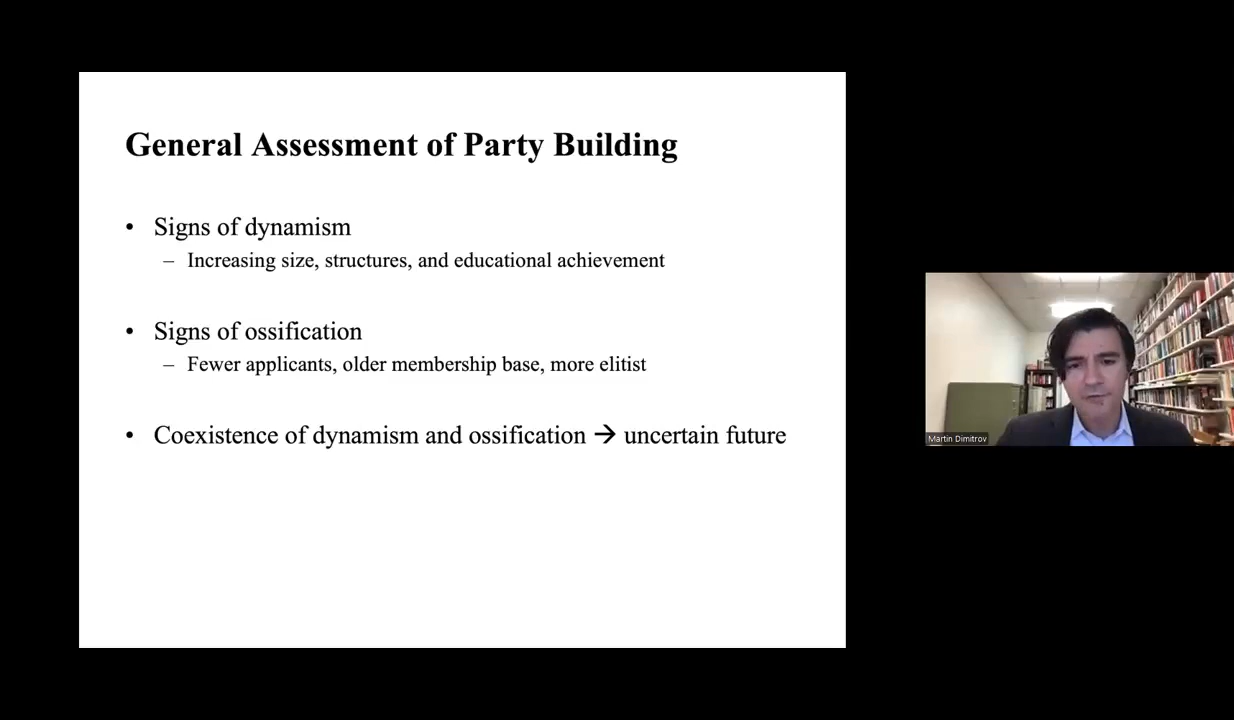 General Assessment of Party Building
• Signs of dynamism
– Increasing size, structures, and educational achievement
• Signs of ossification
– Fewer applicants, older membership base, more elitist
• Coexistence of dynamism and ossification → uncertain future
Martin Dimitrov